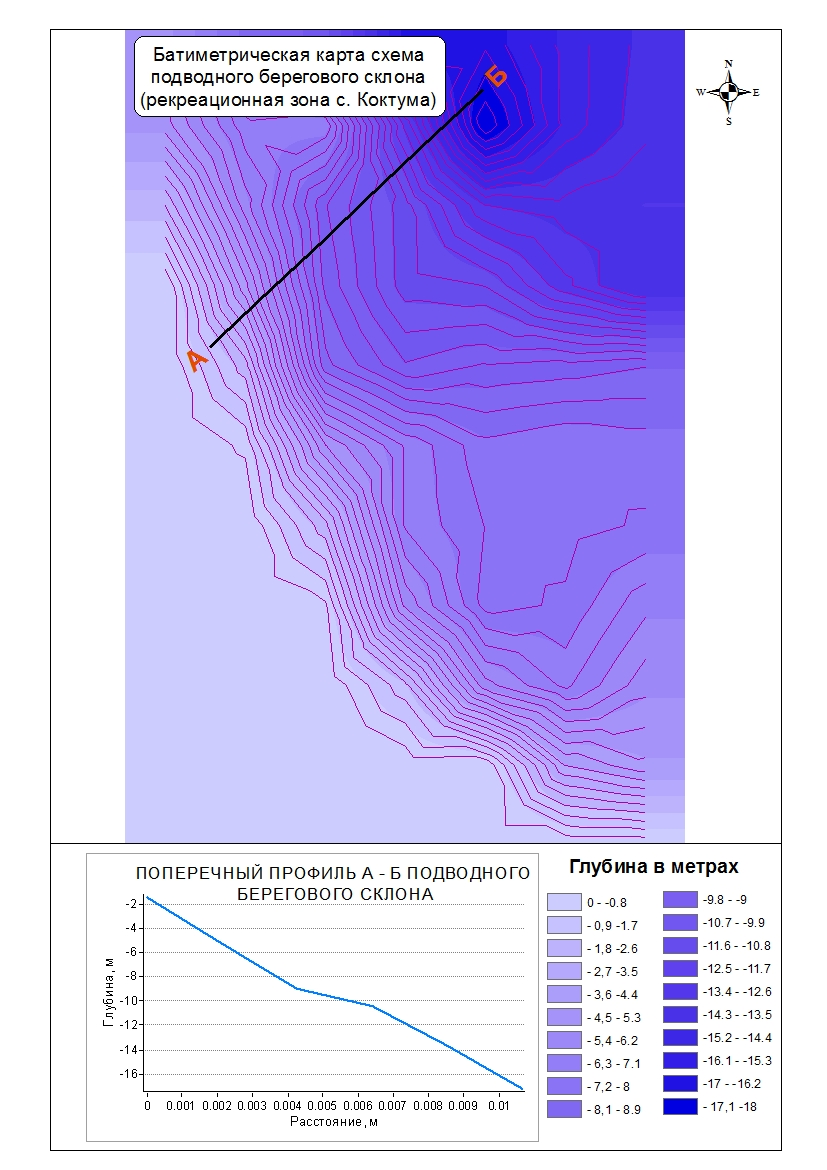 Батиметрическая карта схема
подводного берегового склона
(рекреационная зона с. Коктума)
N
W
E
S
Б
А
ПОПЕРЕЧНЫЙ ПРОФИЛЬ А - Б ПОДВОДНОГО
БЕРЕГОВОГО СКЛОНА
Глубина, м
-2
-4
-6
-8
-10
-12
-14
-16
0 0.001 0.002 0.003 0.004 0.005 0.006 0.007 0.008 0.009 0.01
Расстояние, м
Глубина в метрах
0 - -0.8
- 0,9 -1.7
- 1,8 -2.6
- 2,7 -3.5
- 3,6 -4.4
- 4,5 - 5.3
- 5,4 -6.2
- 6,3 - 7.1
- 7,2 - 8
- 8,1 - 8.9
-9.8 - -9
-10.7 - -9.9
-11.6 - -10.8
-12.5 - -11.7
-13.4 - -12.6
-14.3 - -13.5
-15.2 - -14.4
-16.1 - -15.3
-17 - -16.2
- 17,1 -18